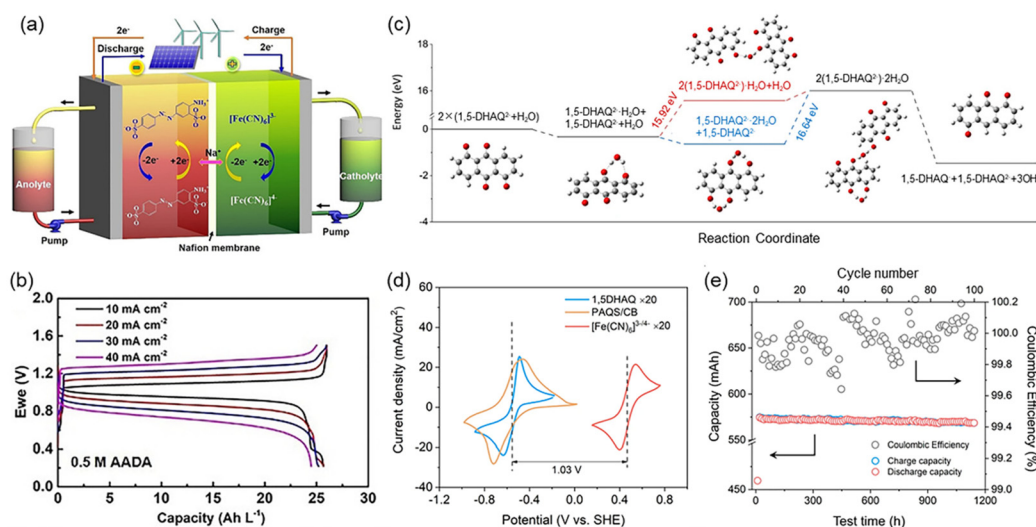 (a)
2e⁻
Charge
Discharge
2e⁻
NH₃⁺
[Fe(CN)₆]³⁻
-2e⁻
+2e⁻
Na⁺
-2e⁻
+2e⁻
[Fe(CN)₆]⁴⁻
Anolyte
Catholyte
Pump
Pump
Nafion membrane
(b)
10 mA cm⁻²
20 mA cm⁻²
30 mA cm⁻²
40 mA cm⁻²
0.5 M AADA
Ewe (V)
2.0
1.6
1.2
0.8
0.4
0.0
0
5
10
15
20
25
30
Capacity (Ah L⁻¹)
(c)
Energy (eV)
18
16
2
0
-2
-4
2×(1,5-DHAQ²⁻+H₂O)
1,5-DHAQ²⁻·H₂O+
1,5-DHAQ²⁻+H₂O
15.92 eV
2(1,5-DHAQ²⁻)·H₂O+H₂O
1,5-DHAQ²⁻·2H₂O
+1,5-DHAQ²⁻
16.64 eV
2(1,5-DHAQ²⁻)·2H₂O
1,5-DHAQ+1,5-DHAQ²⁻+3OH⁻
Reaction Coordinate
(d)
1,5DHAQ ×20
PAQS/CB
[Fe(CN)₆]³⁻/⁴⁻ ×20
1.03 V
Current density (mA/cm²)
60
40
20
0
-20
-40
-1.2
-0.8
-0.4
0.0
0.4
0.8
Potential (V vs. SHE)
(e)
Cycle number
0
20
40
60
80
100
Capacity (mAh)
700
650
600
550
450
100.2
100.0
99.8
99.6
99.4
99.2
99.0
Coulombic Efficiency (%)
Coulombic Efficiency
Charge capacity
Discharge capacity
0
300
600
900
1200
Test time (h)